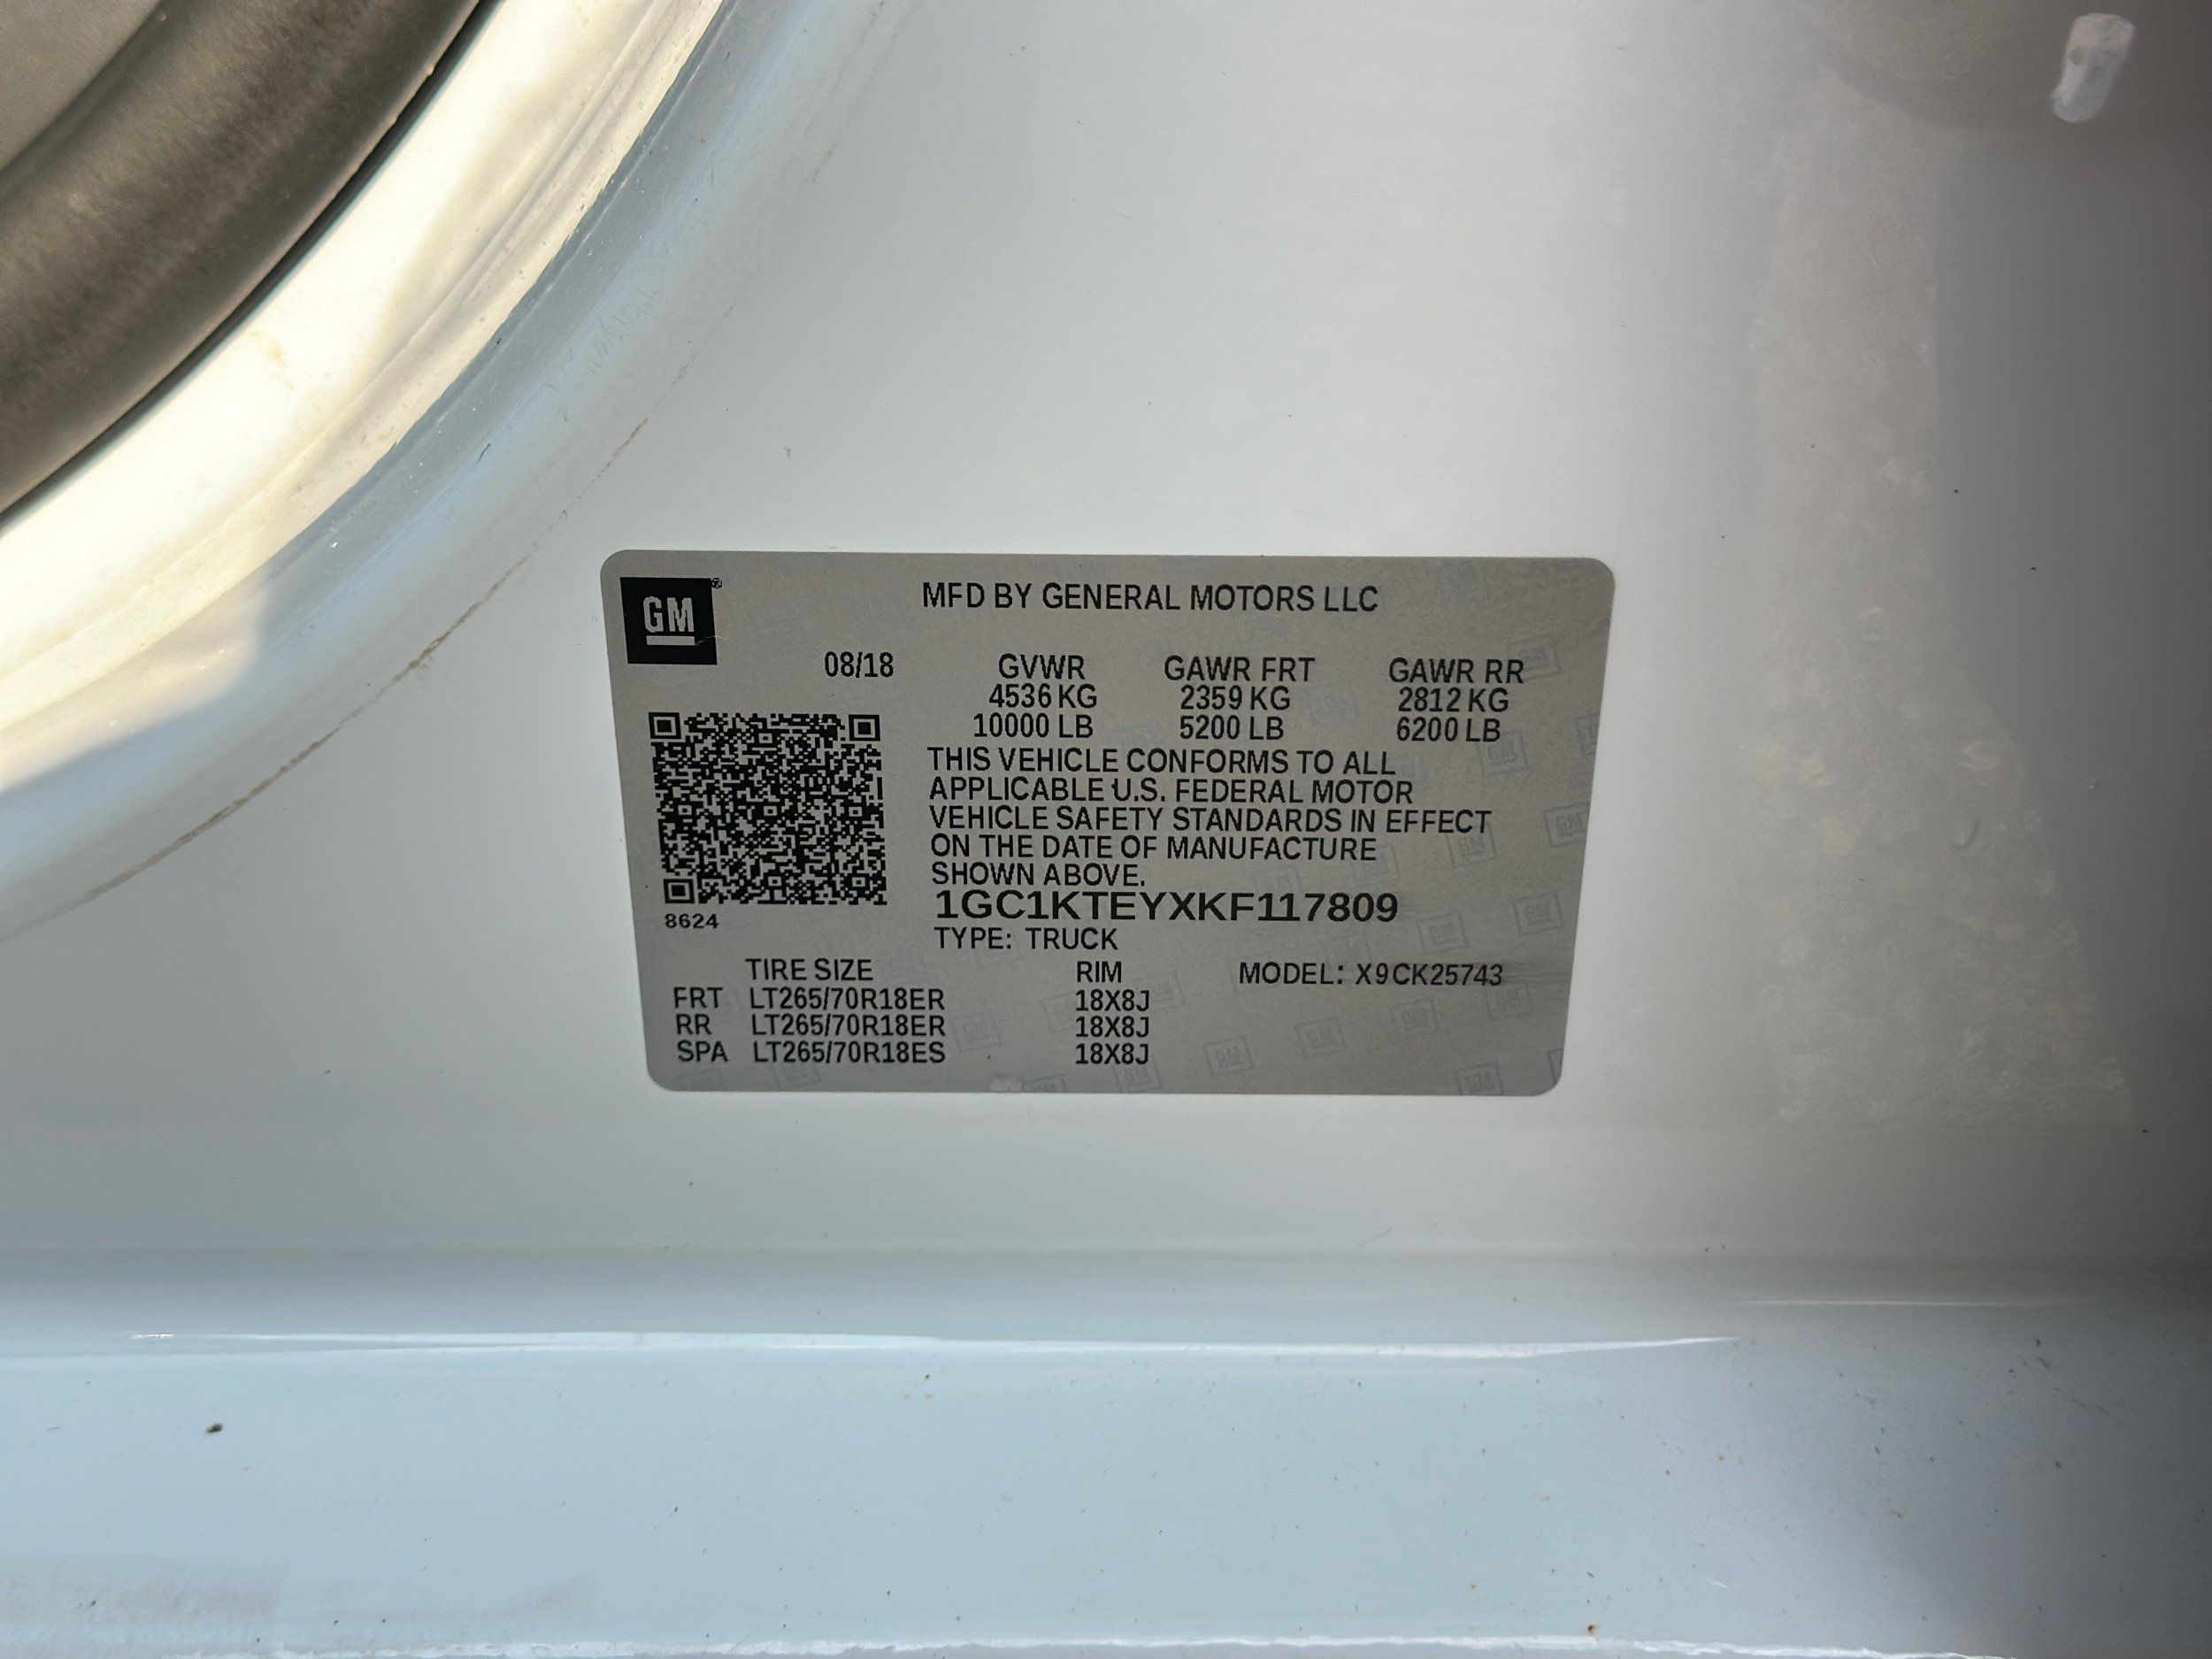 GM®
MFD BY GENERAL MOTORS LLC
08/18 GVWR GAWR FRT GAWR RR
4536 KG 2359 KG 2812 KG
10000 LB 5200 LB 6200 LB
THIS VEHICLE CONFORMS TO ALL
APPLICABLE U.S. FEDERAL MOTOR
VEHICLE SAFETY STANDARDS IN EFFECT
ON THE DATE OF MANUFACTURE
SHOWN ABOVE.
8624
1GC1KTEYXKF117809
TYPE: TRUCK
TIRE SIZE RIM MODEL: X9CK25743
FRT LT265/70R18ER 18X8J
RR LT265/70R18ER 18X8J
SPA LT265/70R18ES 18X8J